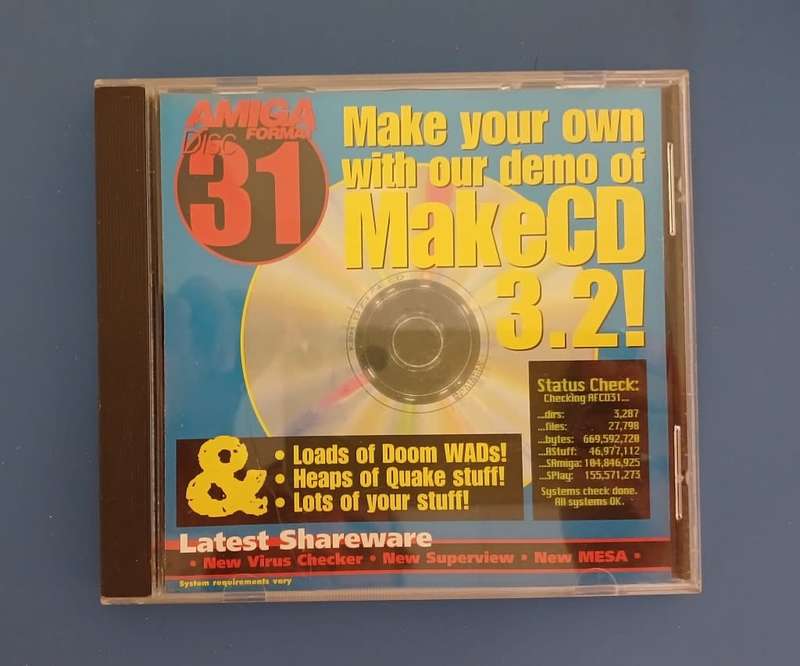 AMIGA
FORMAT
Disc
31
Make your own
with our demo of
MakeCD
3.2!
Status Check:
Checking AFCD31...
...dirs: 3,287
...files: 27,798
...bytes: 669,592,720
...RStuff: 46,977,112
...SAmiga: 104,846,925
...SPlay: 155,571,273
Systems check done.
All systems OK.
&
• Loads of Doom WADs!
• Heaps of Quake stuff!
• Lots of your stuff!
Latest Shareware
• New Virus Checker • New Superview • New MESA •
System requirements vary